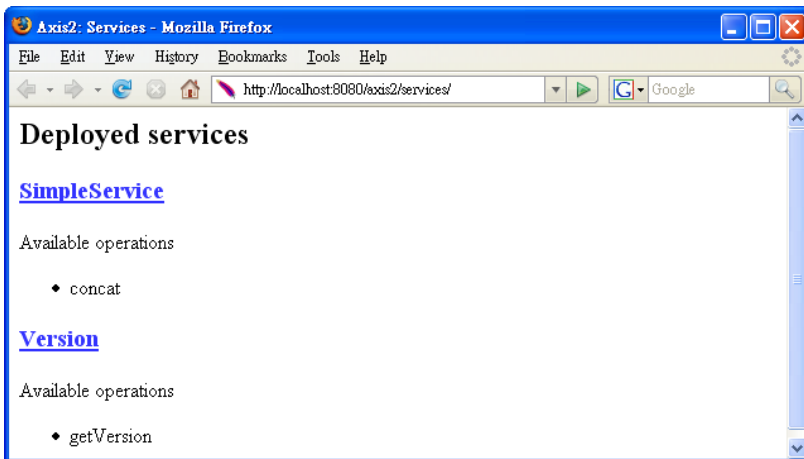 Axis2: Services - Mozilla Firefox
File Edit View History Bookmarks Tools Help
http://localhost:8080/axis2/services/ G Google
Deployed services
SimpleService
Available operations
concat
Version
Available operations
getVersion